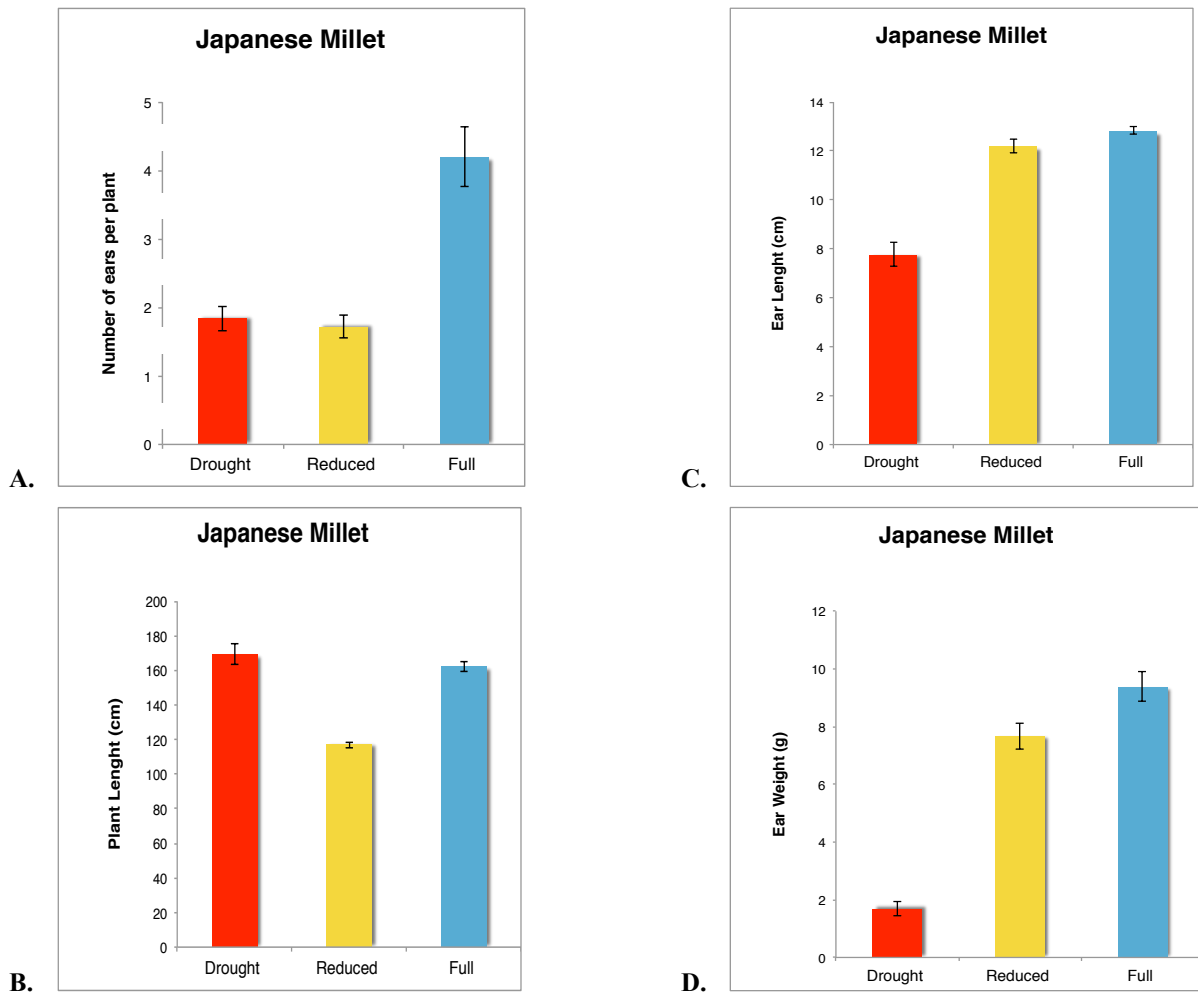 Japanese Millet
Number of ears per plant
5
4
3
2
1
0
Drought Reduced Full
A.
Japanese Millet
Ear Lenght (cm)
14
12
10
8
6
4
2
0
Drought Reduced Full
C.
Japanese Millet
Plant Lenght (cm)
200
180
160
140
120
100
80
60
40
20
0
Drought Reduced Full
B.
Japanese Millet
Ear Weight (g)
12
10
8
6
4
2
0
Drought Reduced Full
D.